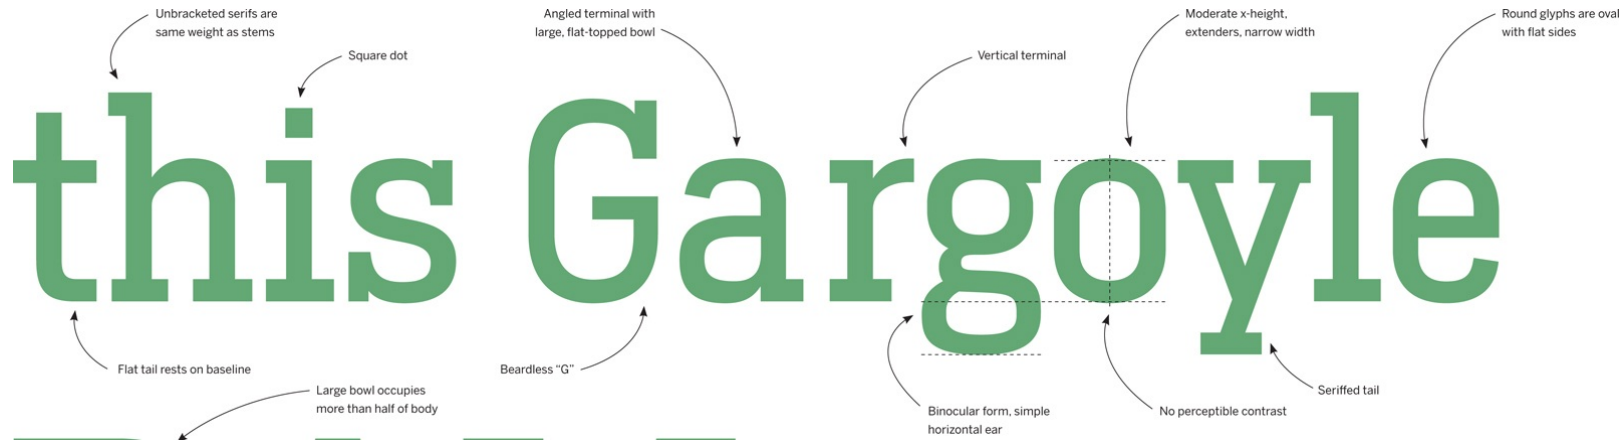 Unbracketed serifs are
same weight as stems
Square dot
Angled terminal with
large, flat-topped bowl
Vertical terminal
Moderate x-height,
extenders, narrow width
Round glyphs are oval
with flat sides
this Gargoyle
Flat tail rests on baseline
Beardless “G”
Binocular form, simple
horizontal ear
No perceptible contrast
Seriffed tail
Large bowl occupies
more than half of body